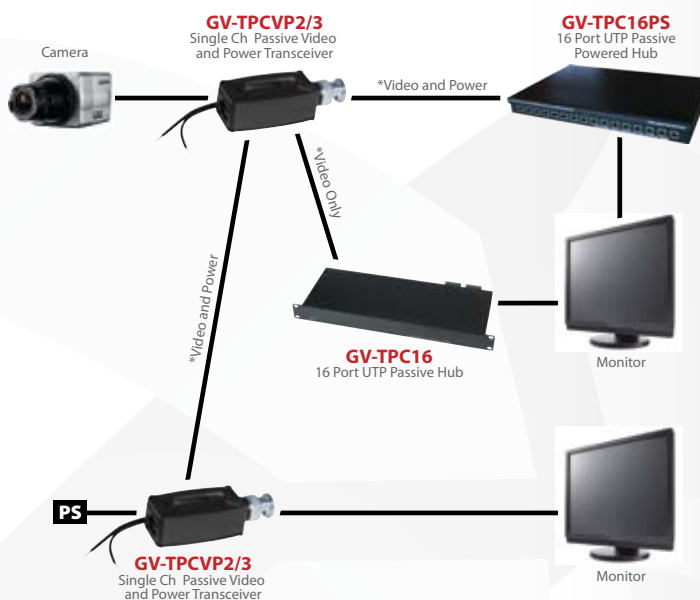 GV-TPCVP2/3
Single Ch Passive Video
and Power Transceiver
GV-TPC16PS
16 Port UTP Passive
Powered Hub
Camera
*Video and Power
*Video Only
*Video and Power
GV-TPC16
16 Port UTP Passive Hub
Monitor
PS
GV-TPCVP2/3
Single Ch Passive Video
and Power Transceiver
Monitor